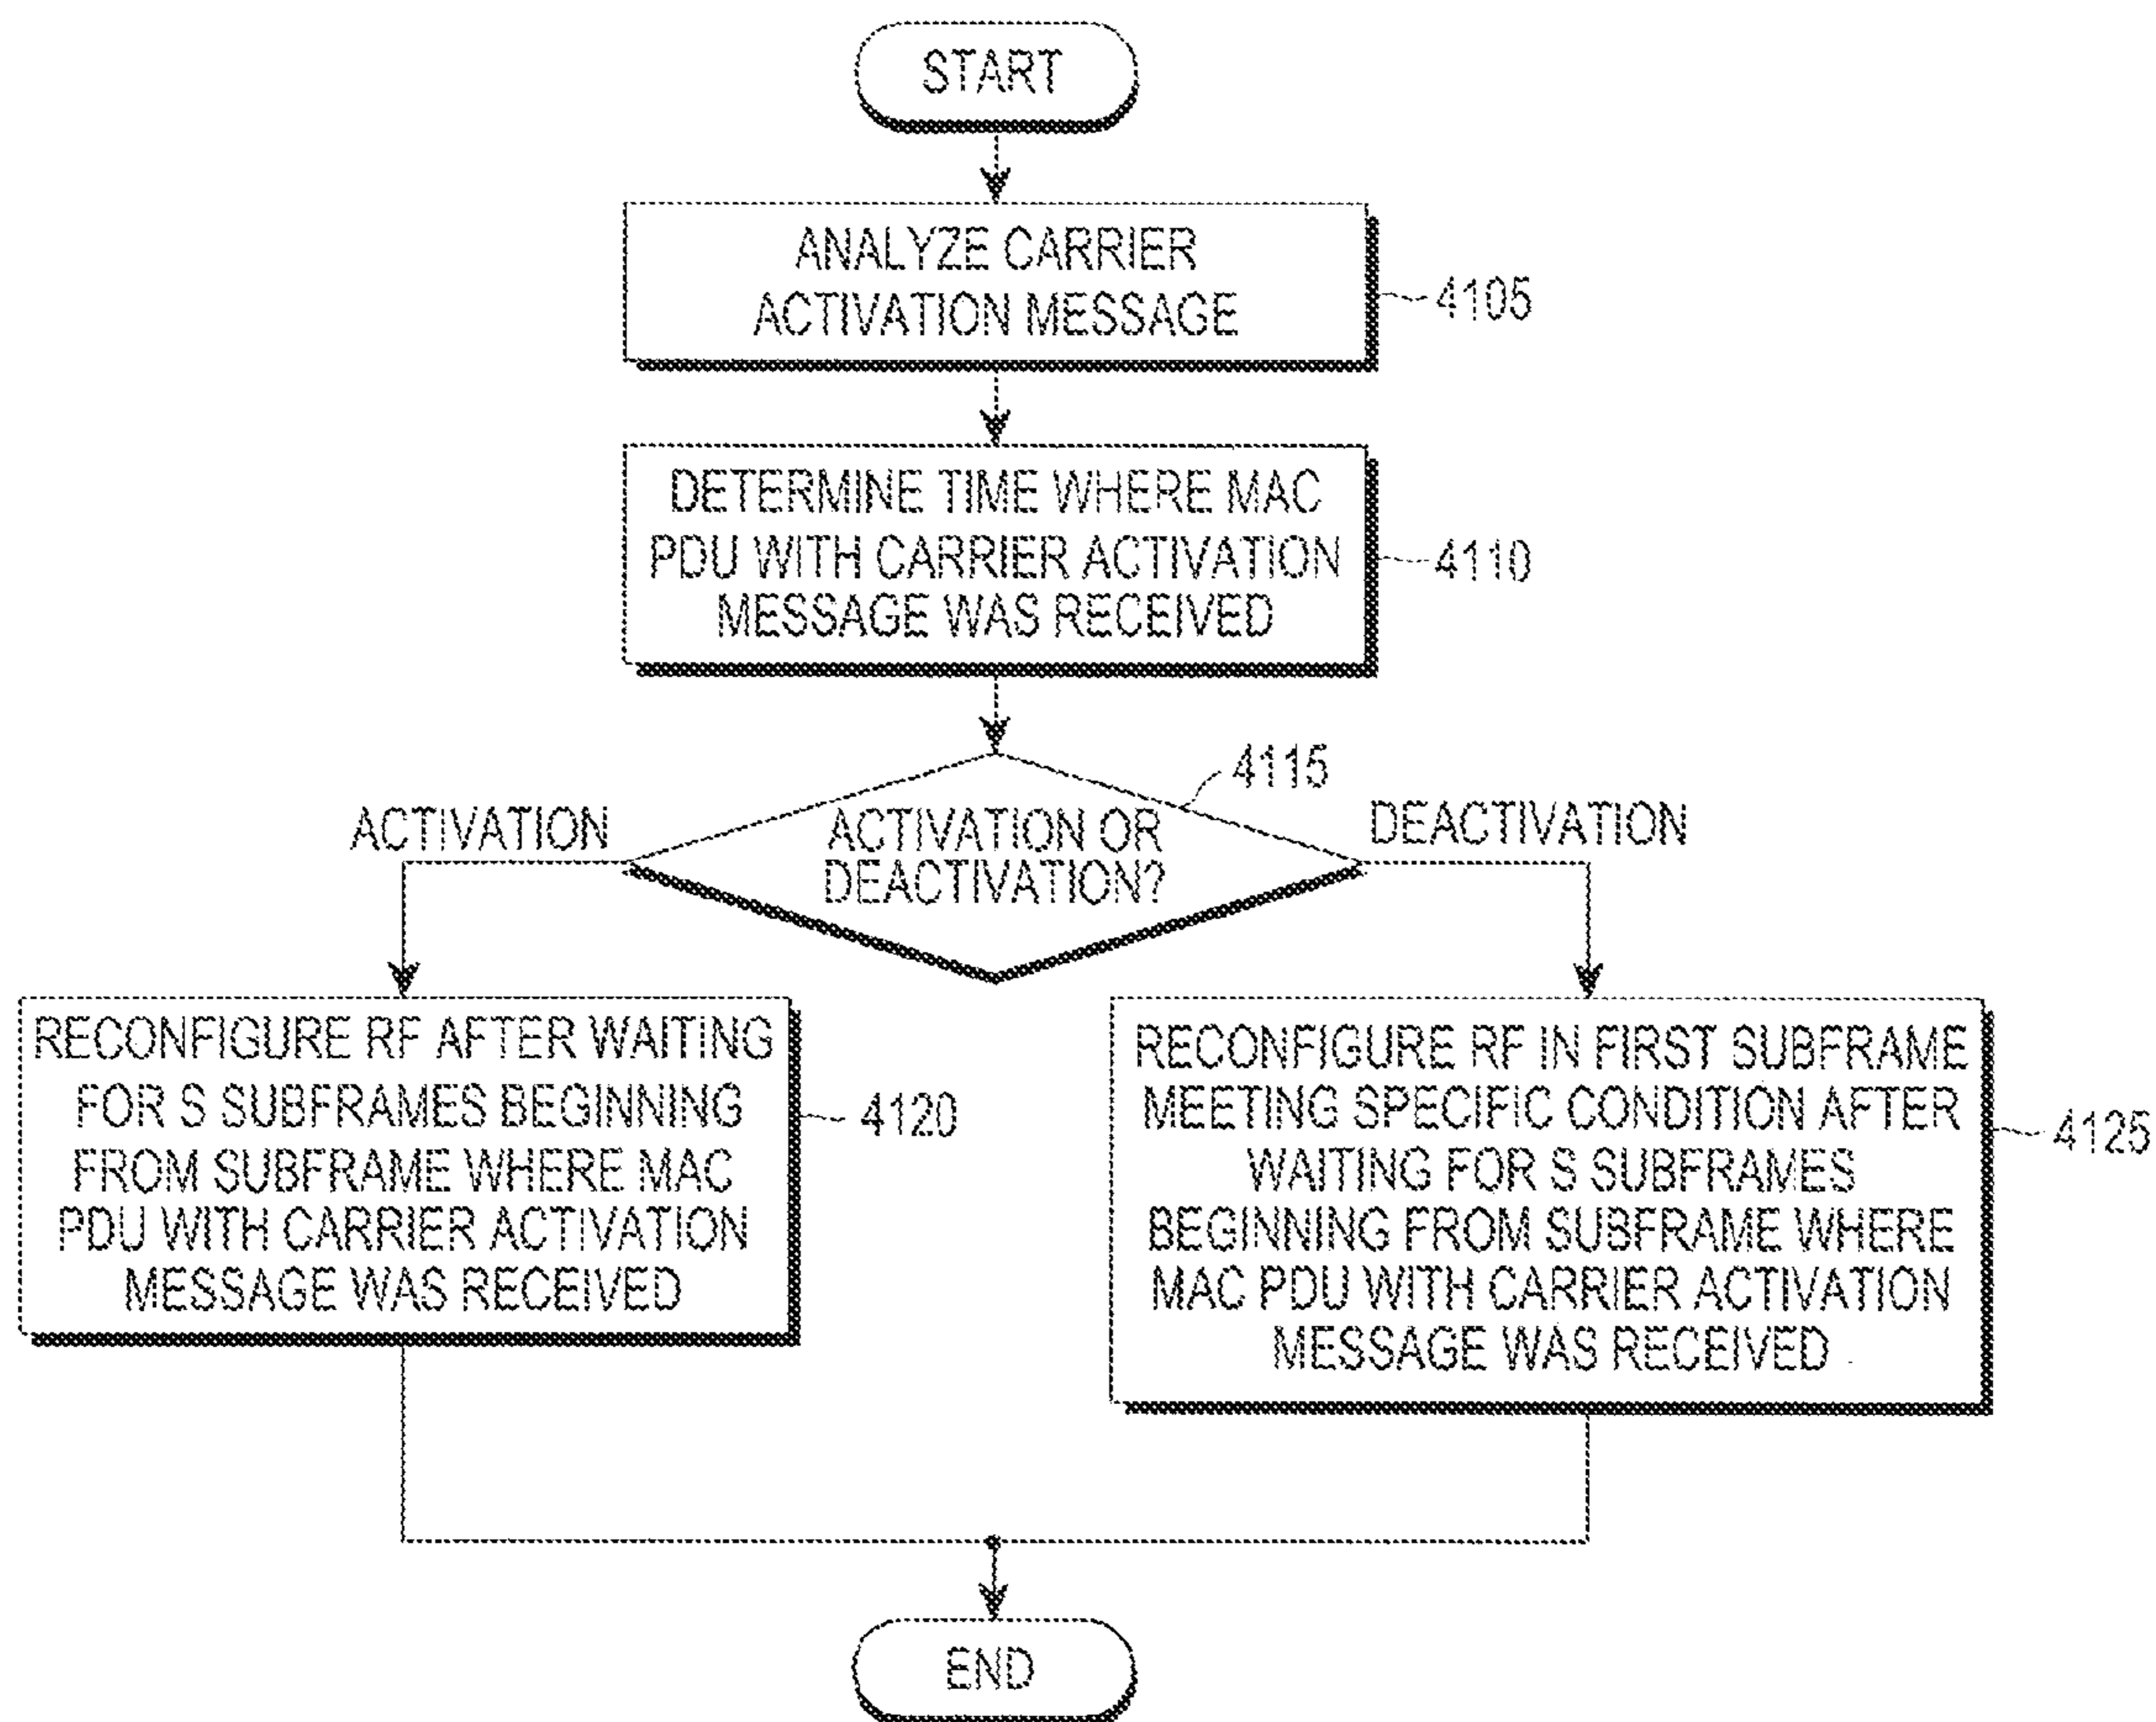 START
ANALYZE CARRIER
ACTIVATION MESSAGE
4105
DETERMINE TIME WHERE MAC
PDU WITH CARRIER ACTIVATION
MESSAGE WAS RECEIVED
4110
4115
ACTIVATION
ACTIVATION OR
DEACTIVATION?
DEACTIVATION
RECONFIGURE RF AFTER WAITING
FOR S SUBFRAMES BEGINNING
FROM SUBFRAME WHERE MAC
PDU WITH CARRIER ACTIVATION
MESSAGE WAS RECEIVED
4120
RECONFIGURE RF IN FIRST SUBFRAME
MEETING SPECIFIC CONDITION AFTER
WAITING FOR S SUBFRAMES
BEGINNING FROM SUBFRAME WHERE
MAC PDU WITH CARRIER ACTIVATION
MESSAGE WAS RECEIVED
4125
END